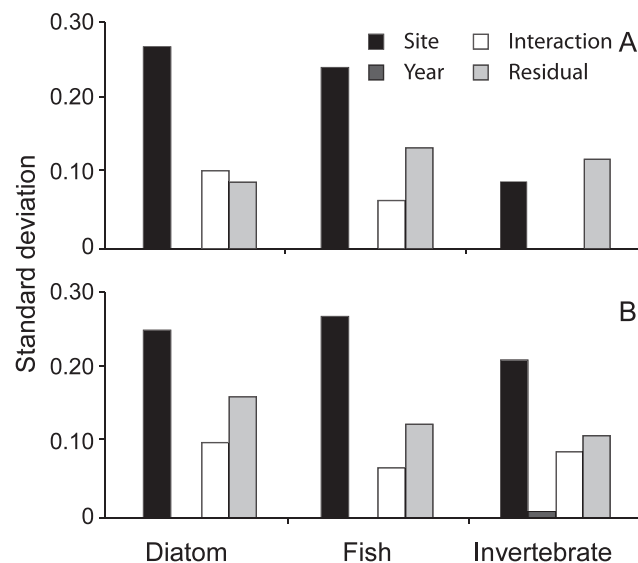 0.30
Site Interaction A
Year Residual
0.20
0.10
0
Standard deviation
0.30
B
0.20
0.10
0
Diatom Fish Invertebrate